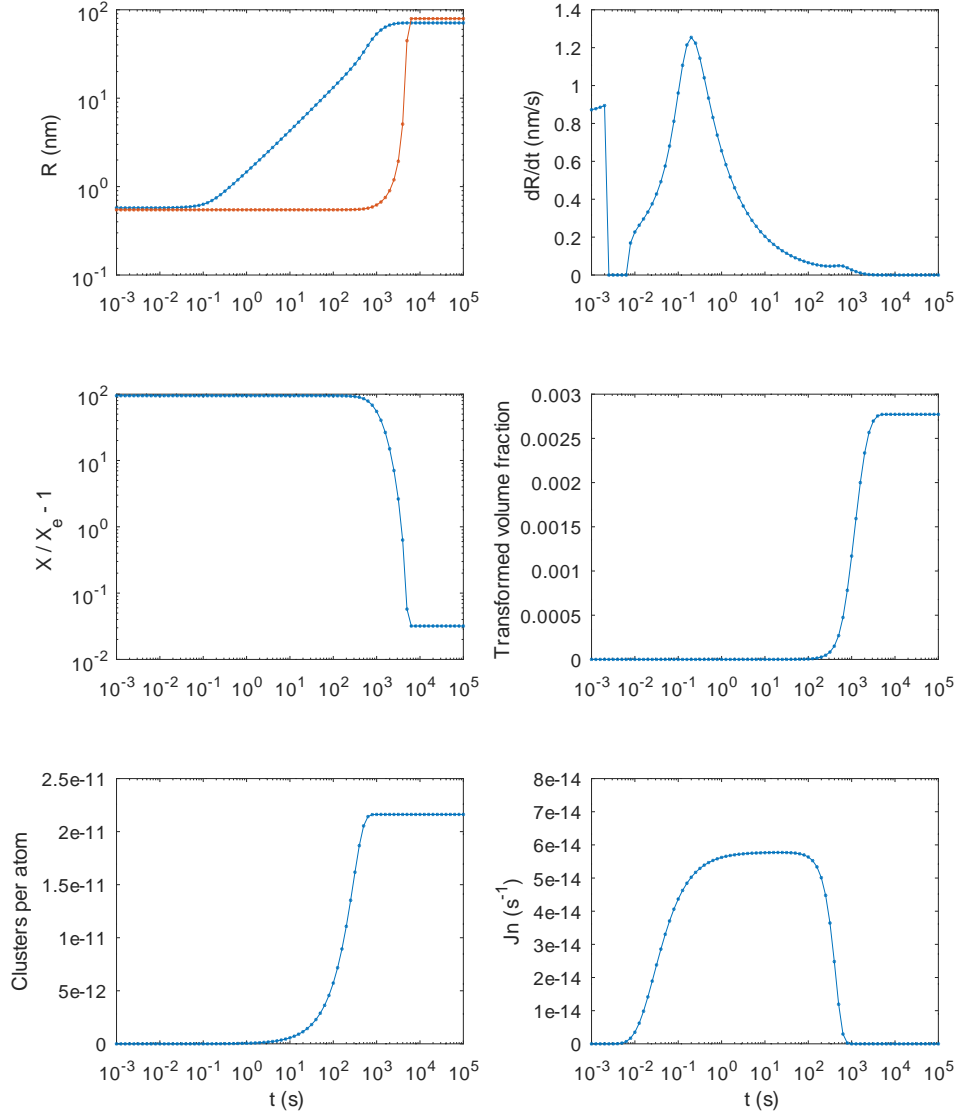 10^2
10^1
10^0
10^-1
R (nm)
10^-3 10^-2 10^-1 10^0 10^1 10^2 10^3 10^4 10^5
1.4
1.2
1
0.8
0.6
0.4
0.2
0
dR/dt (nm/s)
10^-3 10^-2 10^-1 10^0 10^1 10^2 10^3 10^4 10^5
10^2
10^1
10^0
10^-1
10^-2
X / X_e - 1
10^-3 10^-2 10^-1 10^0 10^1 10^2 10^3 10^4 10^5
0.003
0.0025
0.002
0.0015
0.001
0.0005
0
Transformed volume fraction
10^-3 10^-2 10^-1 10^0 10^1 10^2 10^3 10^4 10^5
2.5e-11
2e-11
1.5e-11
1e-11
5e-12
0
Clusters per atom
10^-3 10^-2 10^-1 10^0 10^1 10^2 10^3 10^4 10^5
t (s)
8e-14
7e-14
6e-14
5e-14
4e-14
3e-14
2e-14
1e-14
0
Jn (s^-1)
10^-3 10^-2 10^-1 10^0 10^1 10^2 10^3 10^4 10^5
t (s)